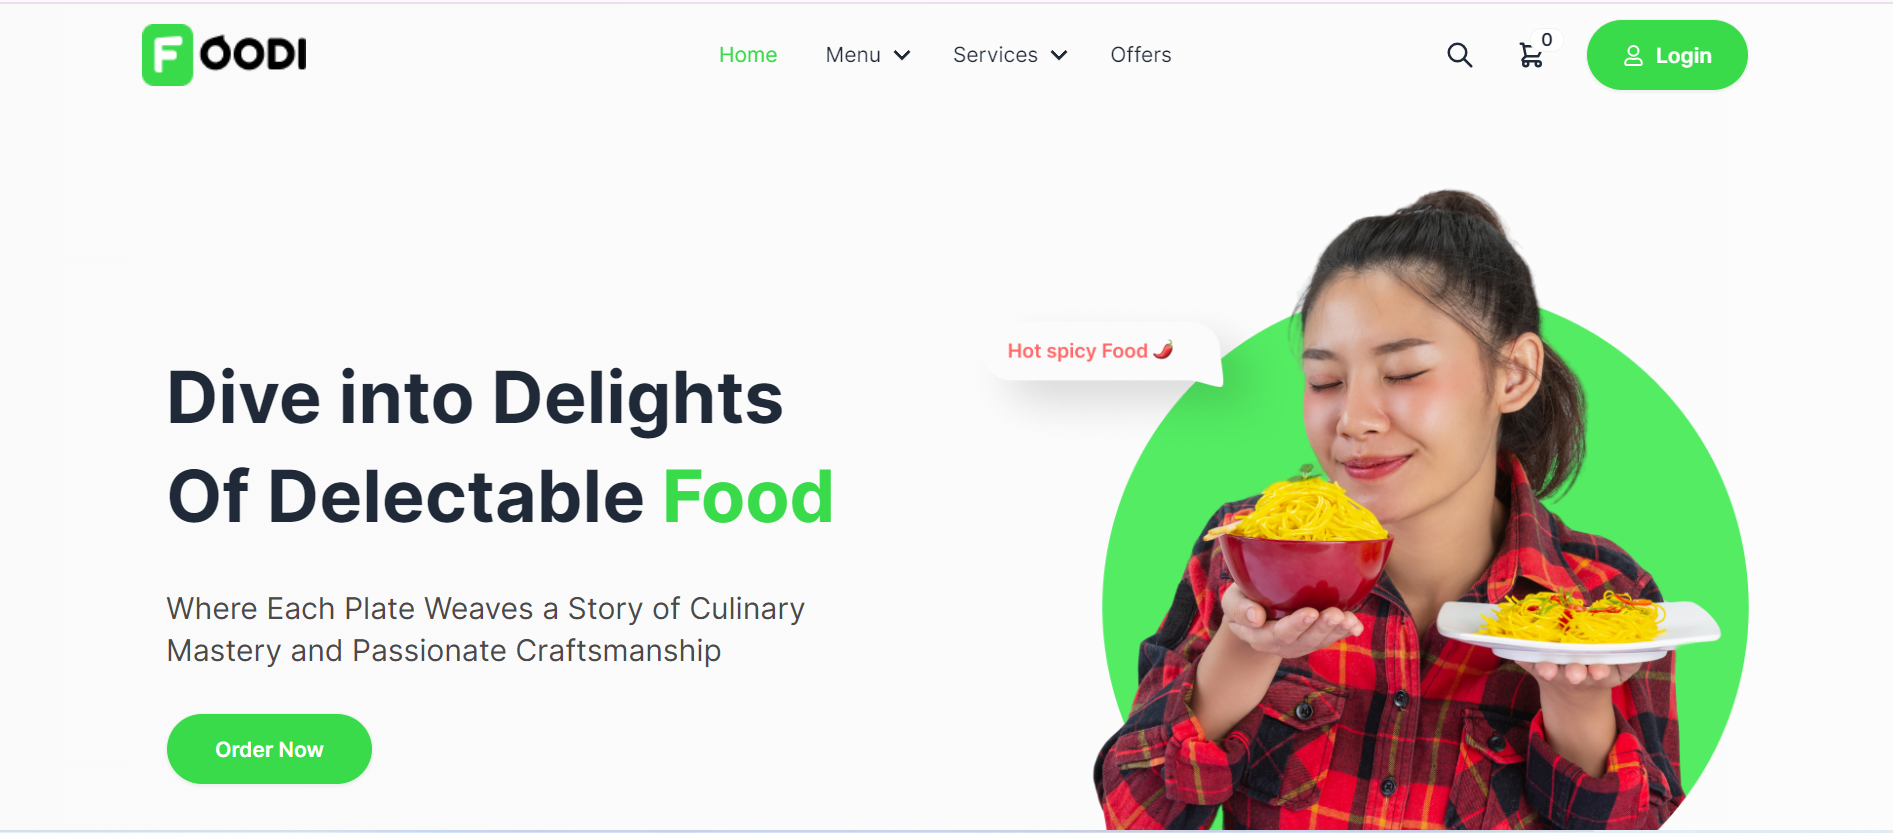 FOODI
Home Menu Services Offers
0
Login
Hot spicy Food 🌶️
Dive into Delights
Of Delectable Food
Where Each Plate Weaves a Story of Culinary
Mastery and Passionate Craftsmanship
Order Now